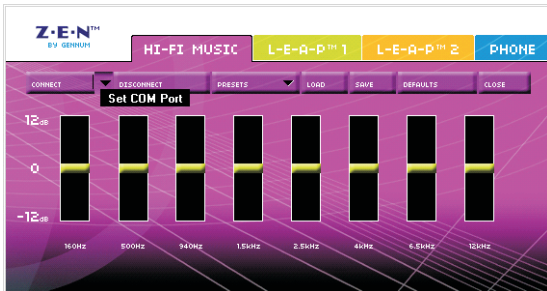 Z·E·N™
BY GENNUM
HI-FI MUSIC
L-E-A-P™ 1
L-E-A-P™ 2
PHONE
CONNECT
DISCONNECT
PRESETS
LOAD
SAVE
DEFAULTS
CLOSE
Set COM Port
12dB
0
-12dB
160Hz
500Hz
940Hz
1.5kHz
2.5kHz
4kHz
6.5kHz
12kHz